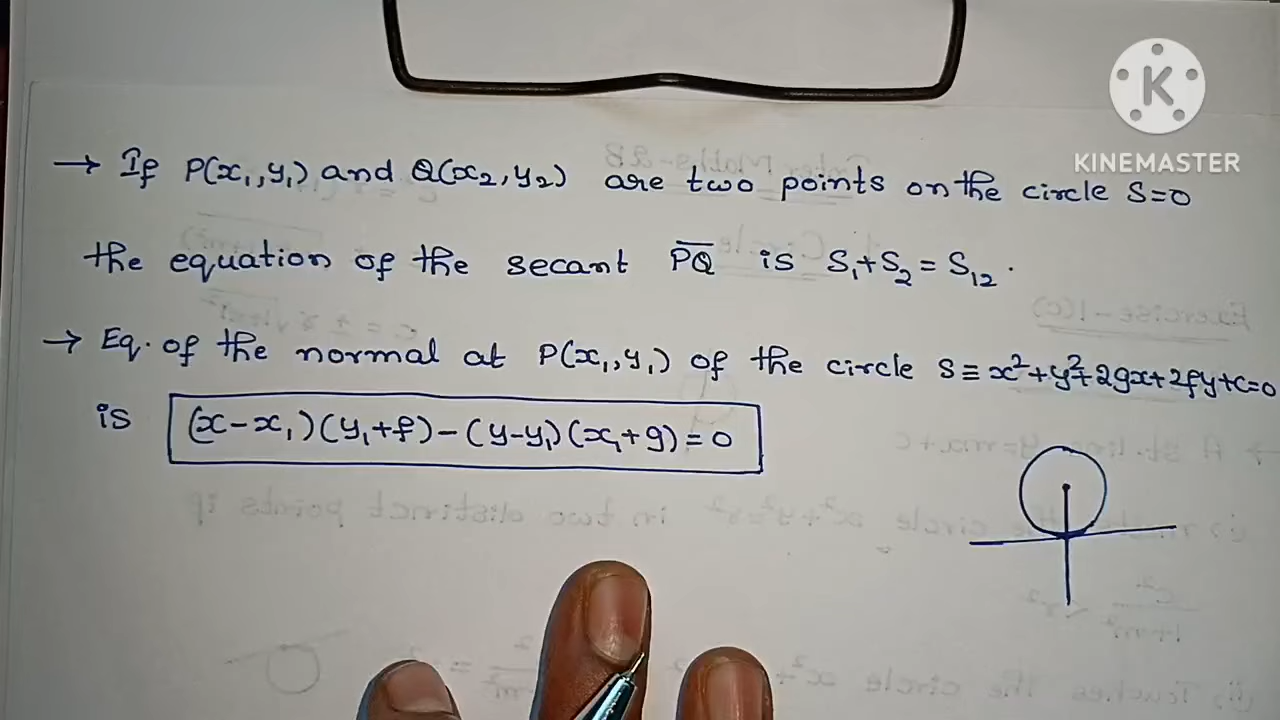 K
KINEMASTER
→ If P(x₁,y₁) and Q(x₂,y₂) are two points on the circle S=0
the equation of the secant P̅Q̅ is S₁+S₂=S₁₂.
→ Eq. of the normal at P(x₁,y₁) of the circle S≡x²+y²+2gx+2fy+c=0
is (x-x₁)(y₁+f)-(y-y₁)(x₁+g)=0